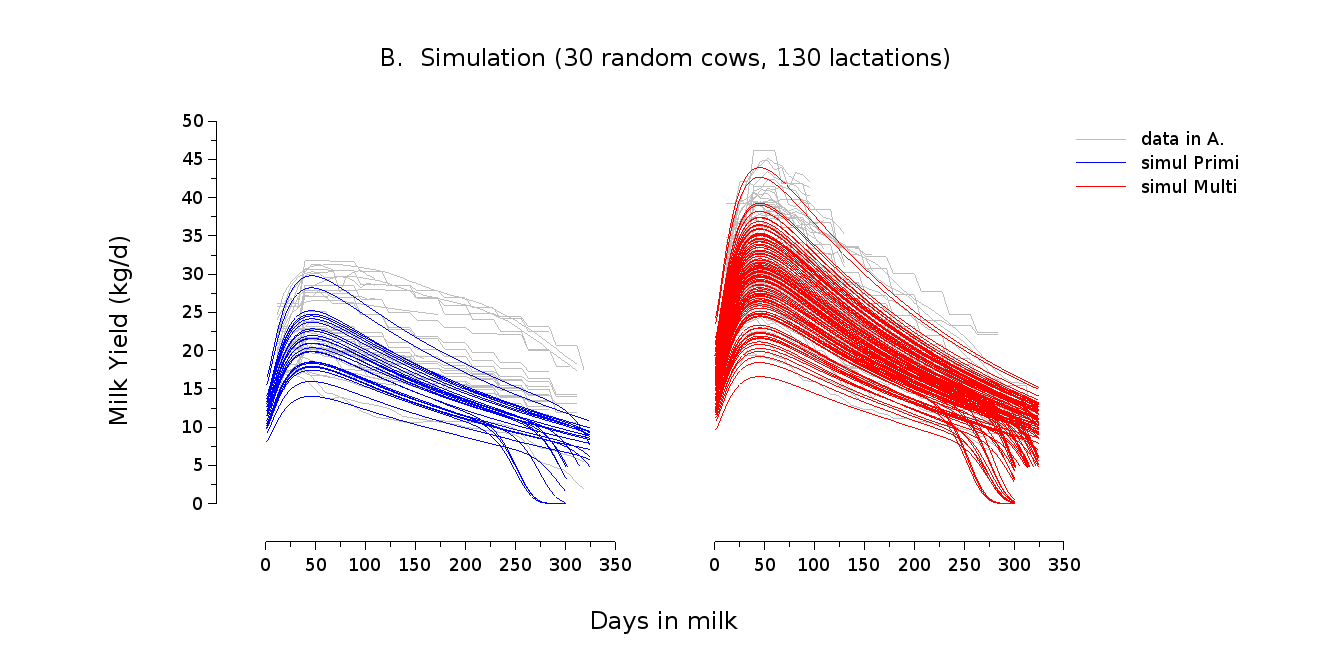 B.  Simulation (30 random cows, 130 lactations)
50
45
40
35
30
25
20
15
10
5
0
Milk Yield (kg/d)
data in A.
simul Primi
simul Multi
0 50 100 150 200 250 300 350
0 50 100 150 200 250 300 350
Days in milk